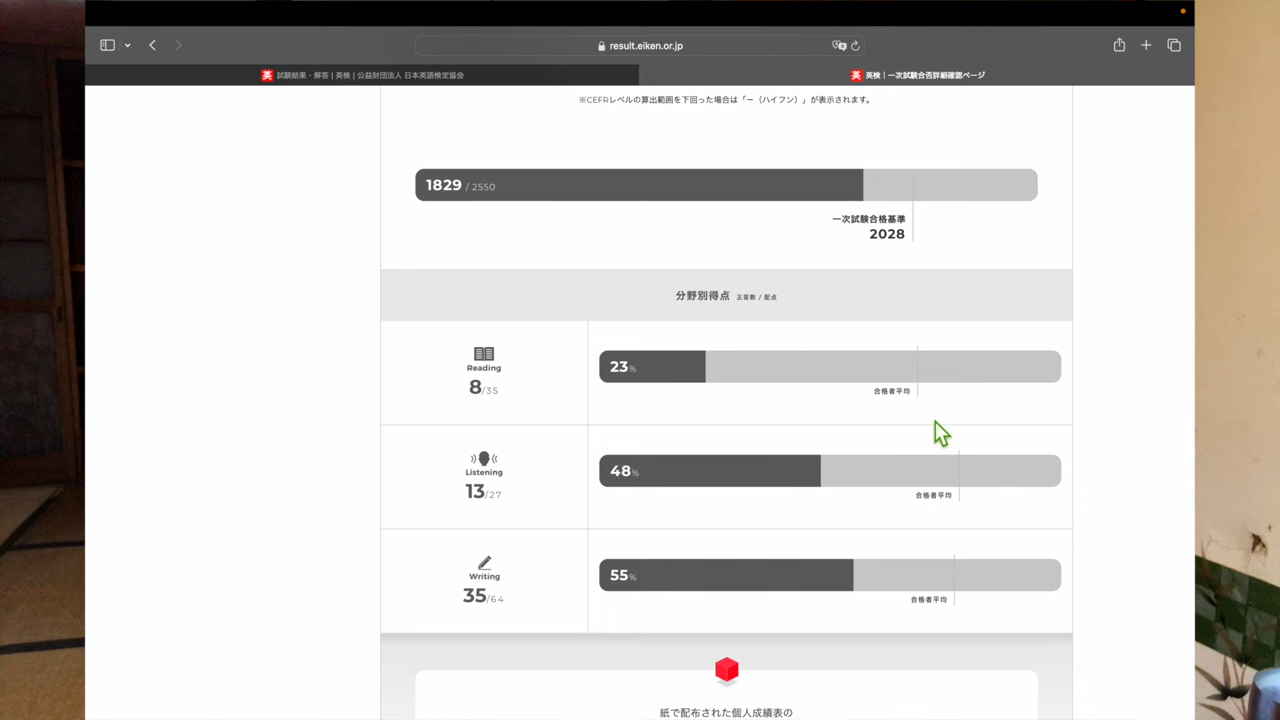 result.eiken.or.jp
英 試験結果・解答 | 英検 | 公益財団法人 日本英語検定協会
英 英検 | 一次試験合否詳細確認ページ
※CEFRレベルの算出範囲を下回った場合は「ー（ハイフン）」が表示されます。
1829 / 2550
一次試験合格基準
2028
分野別得点 正答数 / 配点
Reading
8/35
23%
合格者平均
Listening
13/27
48%
合格者平均
Writing
35/64
55%
合格者平均
紙で配布された個人成績表の